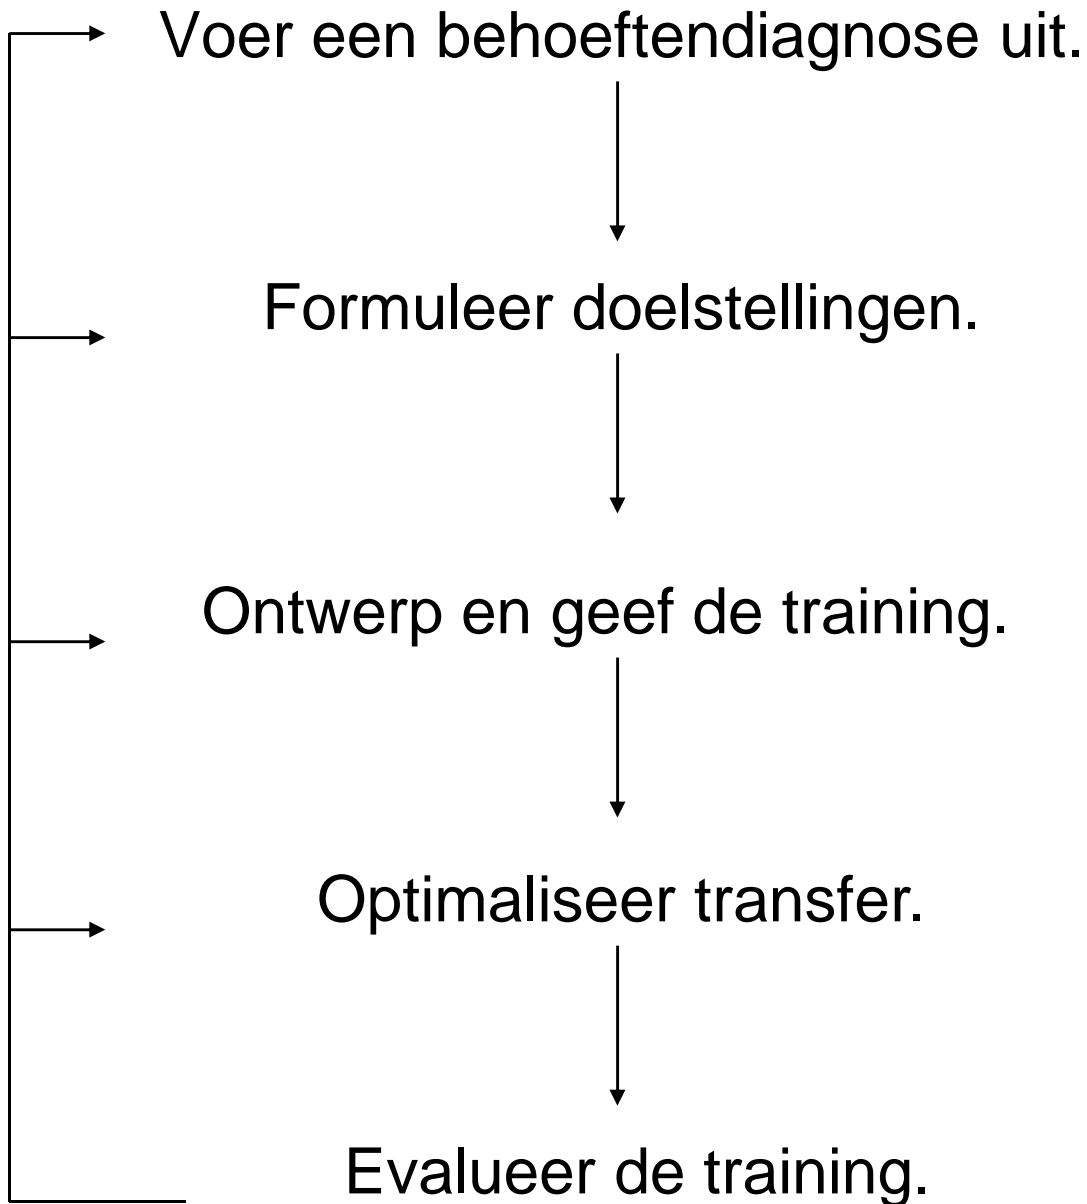 Voer een behoeftendiagnose uit.
Formuleer doelstellingen.
Ontwerp en geef de training.
Optimaliseer transfer.
Evalueer de training.